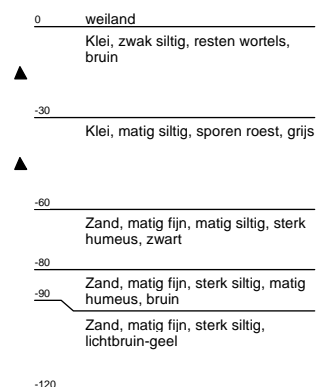 0 weiland
Klei, zwak siltig, resten wortels,
bruin
-30
Klei, matig siltig, sporen roest, grijs
-60
Zand, matig fijn, matig siltig, sterk
humeus, zwart
-80
Zand, matig fijn, sterk siltig, matig
humeus, bruin
-90
Zand, matig fijn, sterk siltig,
lichtbruin-geel
-120